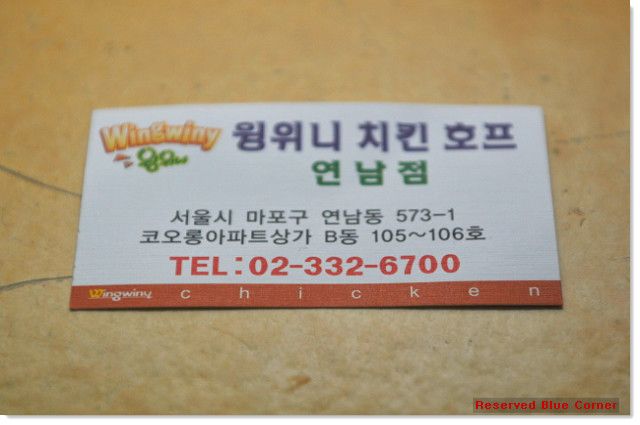 Wingwiny 윙위니 치킨 호프
윙위니
연남점
서울시 마포구 연남동 573-1
코오롱아파트상가 B동 105~106호
TEL:02-332-6700
Wingwiny chicken
Reserved Blue Corner